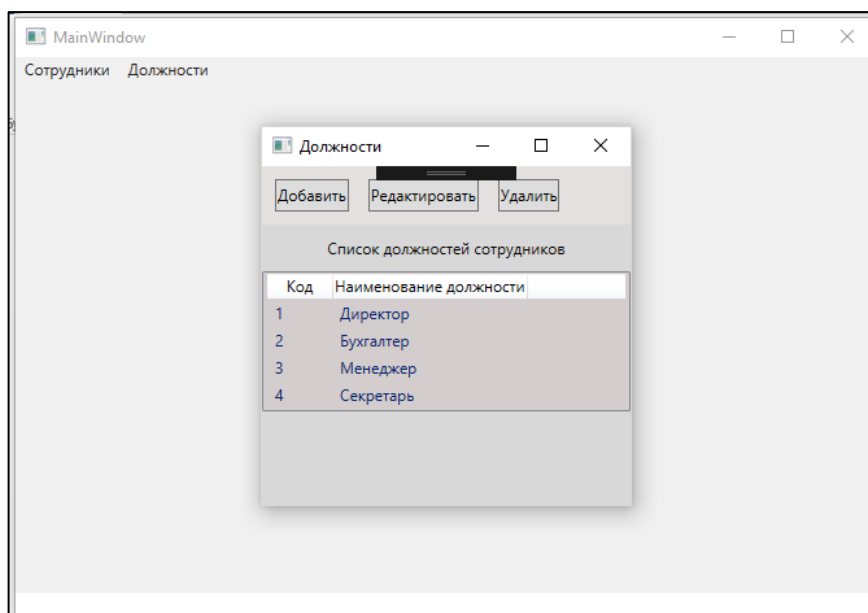 MainWindow
Сотрудники Должности
Должности
Добавить Редактировать Удалить
Список должностей сотрудников
Код Наименование должности
1 Директор
2 Бухгалтер
3 Менеджер
4 Секретарь